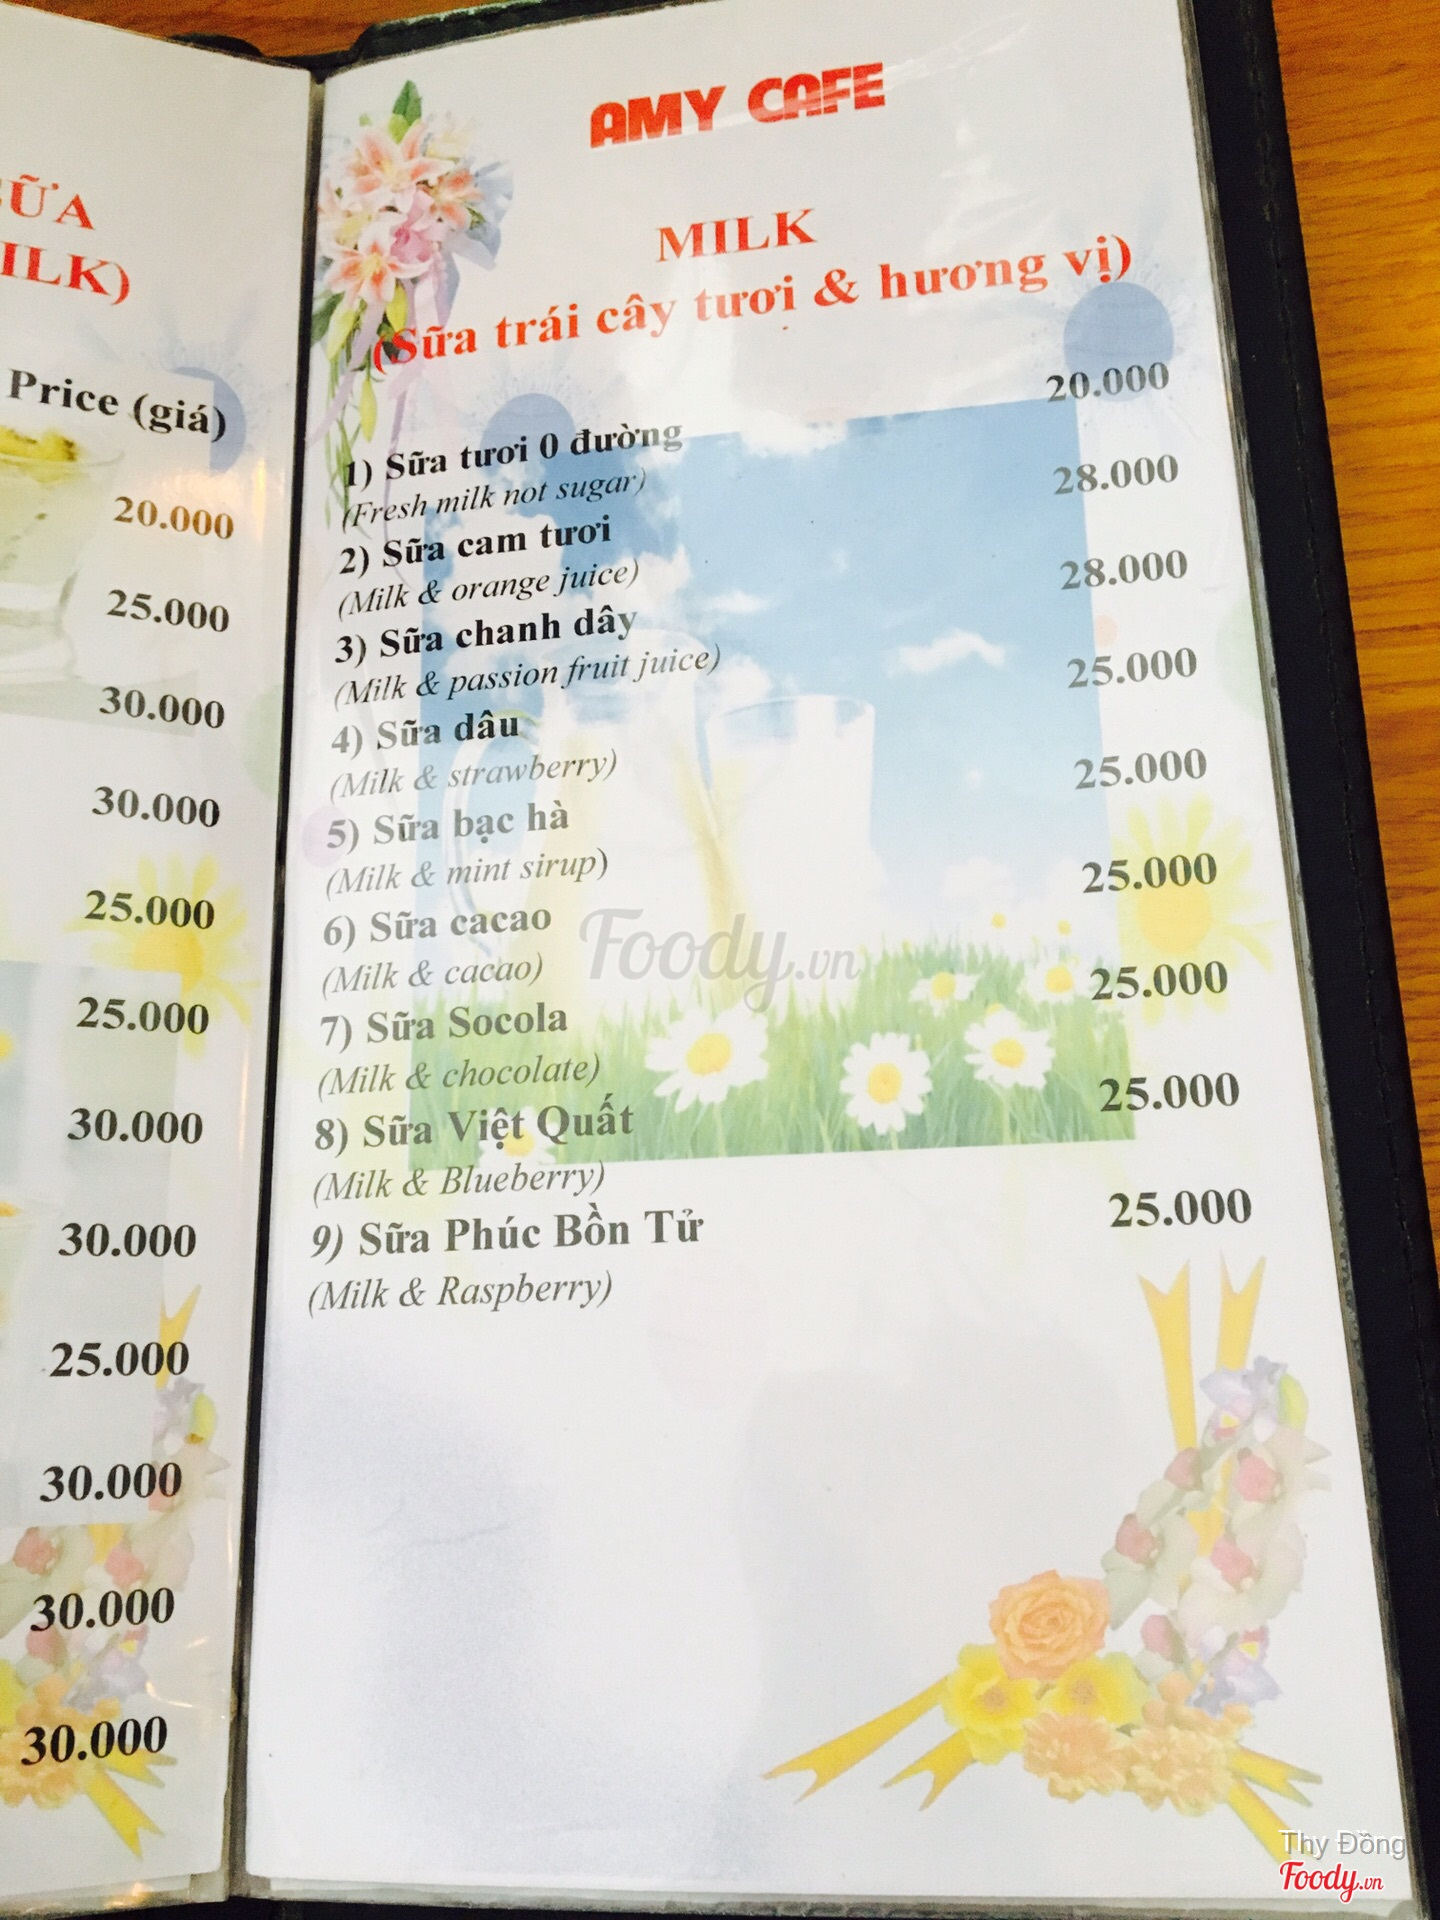 ỮA
ILK)
Price (giá)
20.000
25.000
30.000
30.000
25.000
25.000
30.000
30.000
25.000
30.000
30.000
30.000
AMY CAFE
MILK
(Sữa trái cây tươi & hương vị)
1) Sữa tươi 0 đường 20.000
(Fresh milk not sugar)
2) Sữa cam tươi 28.000
(Milk & orange juice)
3) Sữa chanh dây 28.000
(Milk & passion fruit juice)
4) Sữa dâu 25.000
(Milk & strawberry)
5) Sữa bạc hà 25.000
(Milk & mint sirup)
6) Sữa cacao 25.000
(Milk & cacao)
7) Sữa Socola 25.000
(Milk & chocolate)
8) Sữa Việt Quất 25.000
(Milk & Blueberry)
9) Sữa Phúc Bồn Tử 25.000
(Milk & Raspberry)
Foody.vn
Thy Đồng
Foody.vn